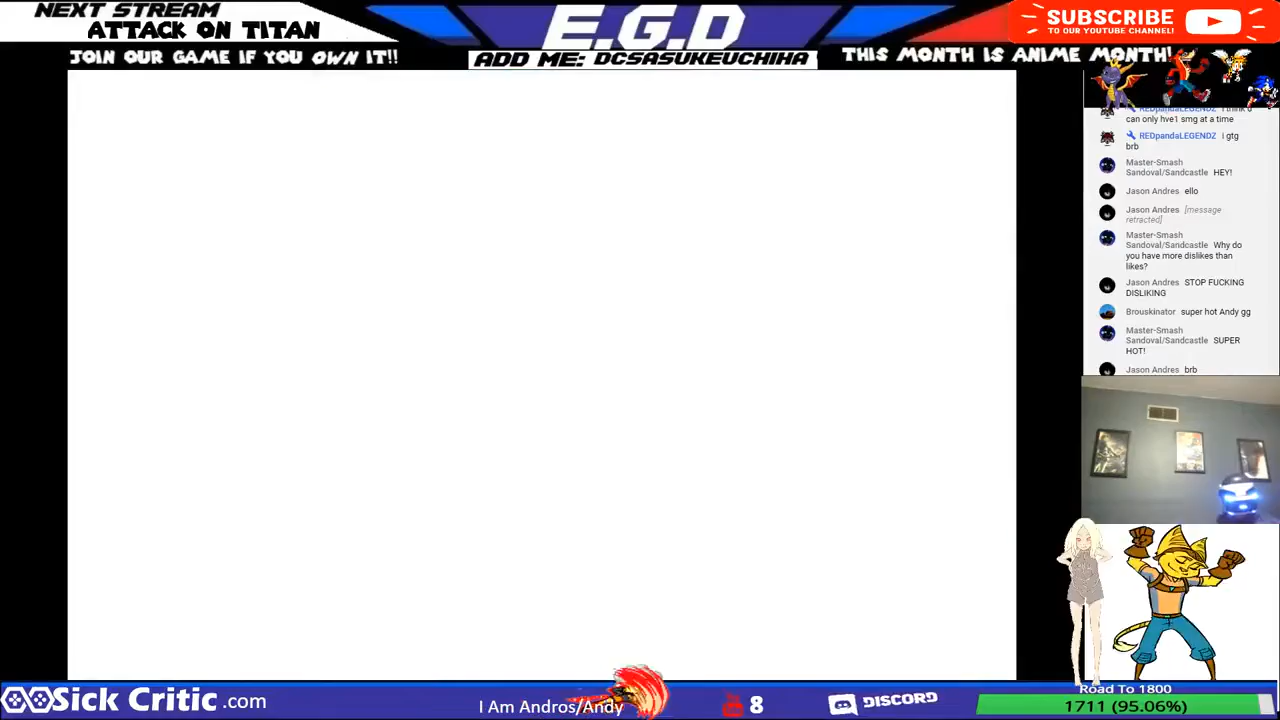 NEXT STREAM
ATTACK ON TITAN
JOIN OUR GAME IF YOU OWN IT!!
E.G.D
ADD ME: DCSASUKEUCHIHA
SUBSCRIBE
TO OUR YOUTUBE CHANNEL!
THIS MONTH IS ANIME MONTH!
REDpandaLEGENDZ i think u
can only hve1 smg at a time
REDpandaLEGENDZ i gtg
brb
Master-Smash
Sandoval/Sandcastle HEY!
Jason Andres ello
Jason Andres [message
retracted]
Master-Smash
Sandoval/Sandcastle Why do
you have more dislikes than
likes?
Jason Andres STOP FUCKING
DISLIKING
Brouskinator super hot Andy gg
Master-Smash
Sandoval/Sandcastle SUPER
HOT!
Jason Andres brb
Sick Critic.com
I Am Andros/Andy
8
DISCORD
Road To 1800
1711 (95.06%)